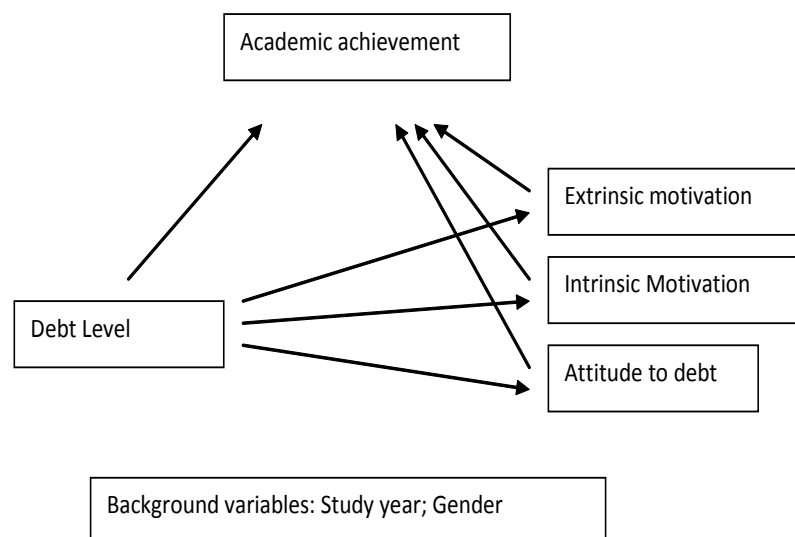 Academic achievement
Extrinsic motivation
Intrinsic Motivation
Debt Level
Attitude to debt
Background variables: Study year; Gender